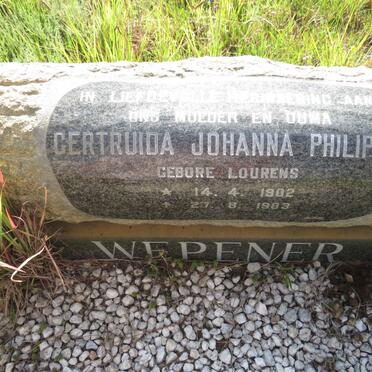 IN LIEFDEVOLLE HERINNERING AAN
ONS MOEDER EN OUMA
GERTRUIDA JOHANNA PHILIP
GEBORE LOURENS
* 14. 4. 1902
27. 8. 1983
WEPENER